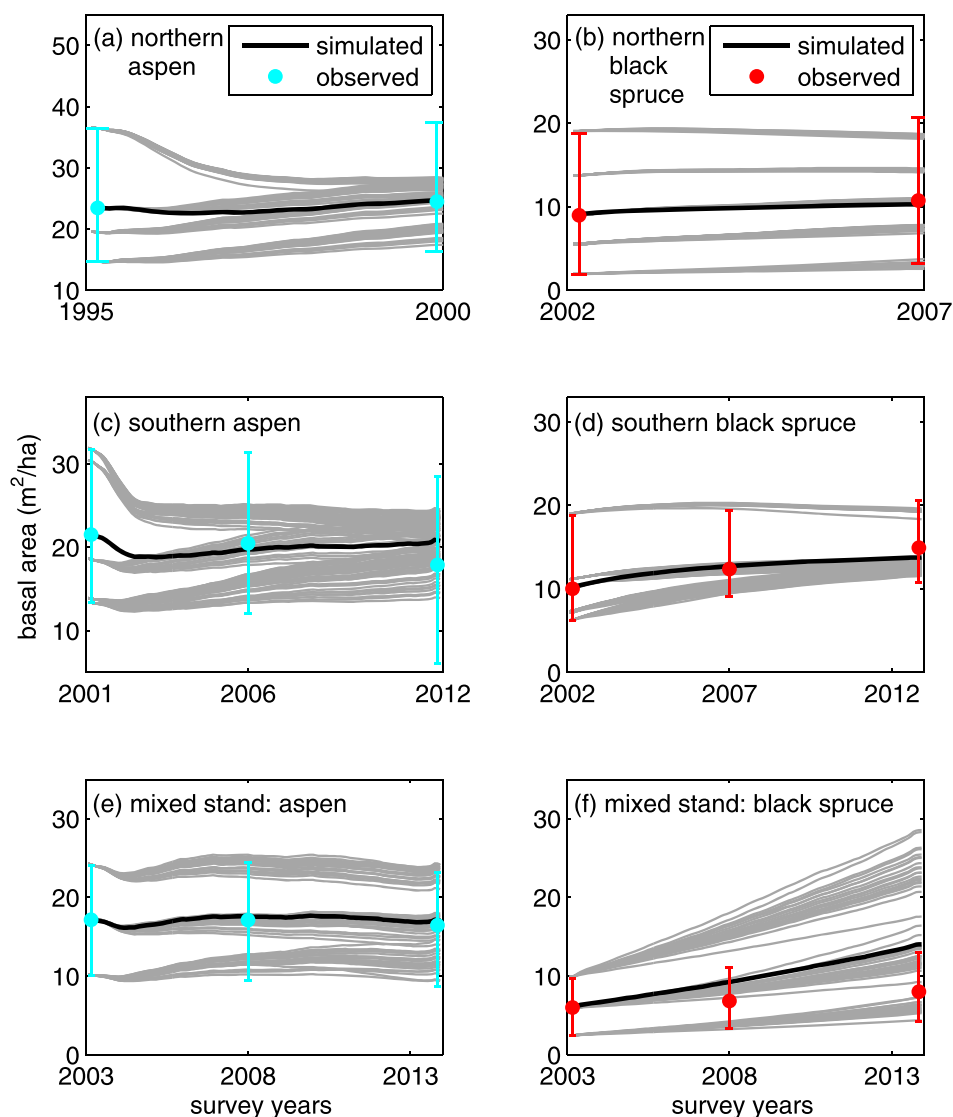 (a) northern
aspen
simulated
observed
50
40
30
20
10
1995
2000
(b) northern
black
spruce
simulated
observed
30
20
10
0
2002
2007
basal area (m²/ha)
(c) southern aspen
30
20
10
2001
2006
2012
(d) southern black spruce
30
20
10
0
2002
2007
2012
(e) mixed stand: aspen
30
20
10
0
2003
2008
2013
survey years
(f) mixed stand: black spruce
30
20
10
0
2003
2008
2013
survey years